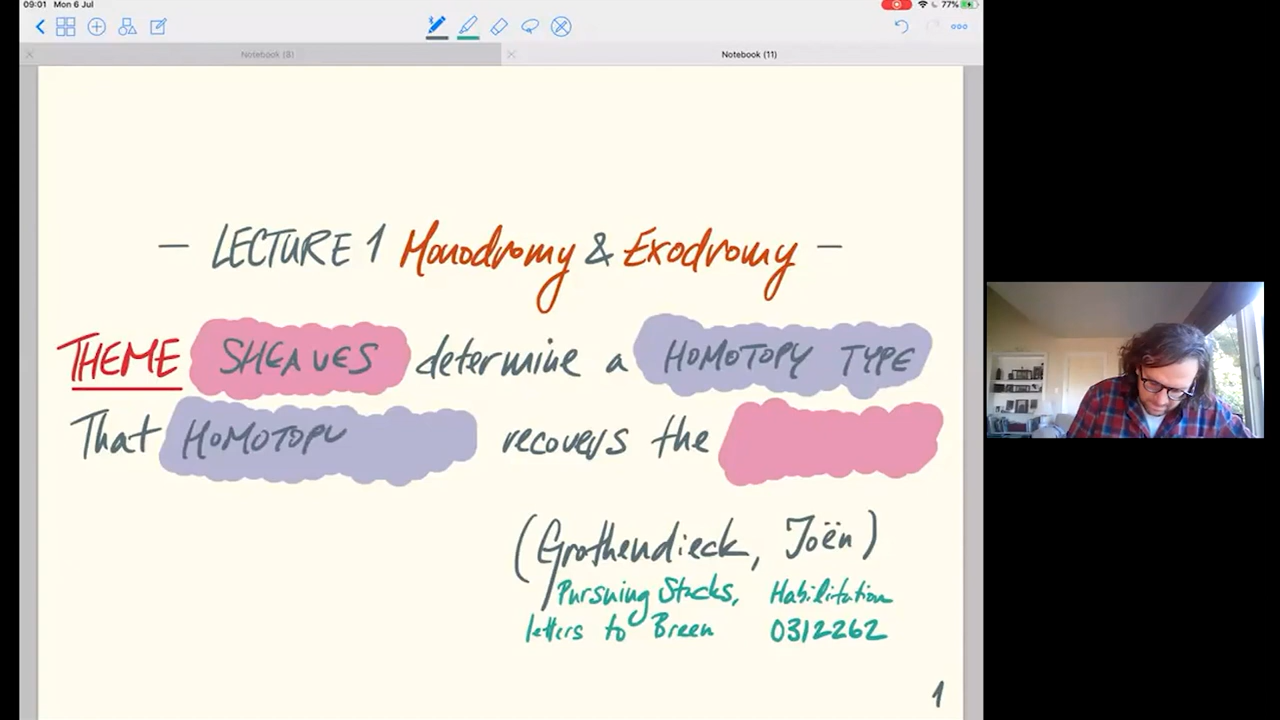 09:01 Mon 6 Jul
77%
Notebook (8)
Notebook (11)
— LECTURE 1 Monodromy & Exodromy —
THEME SHEAVES determine a HOMOTOPY TYPE
That HOMOTOPY recovers the
(Grothendieck, Joën)
Pursuing Stacks, Habilitation
letters to Breen 0312262
1